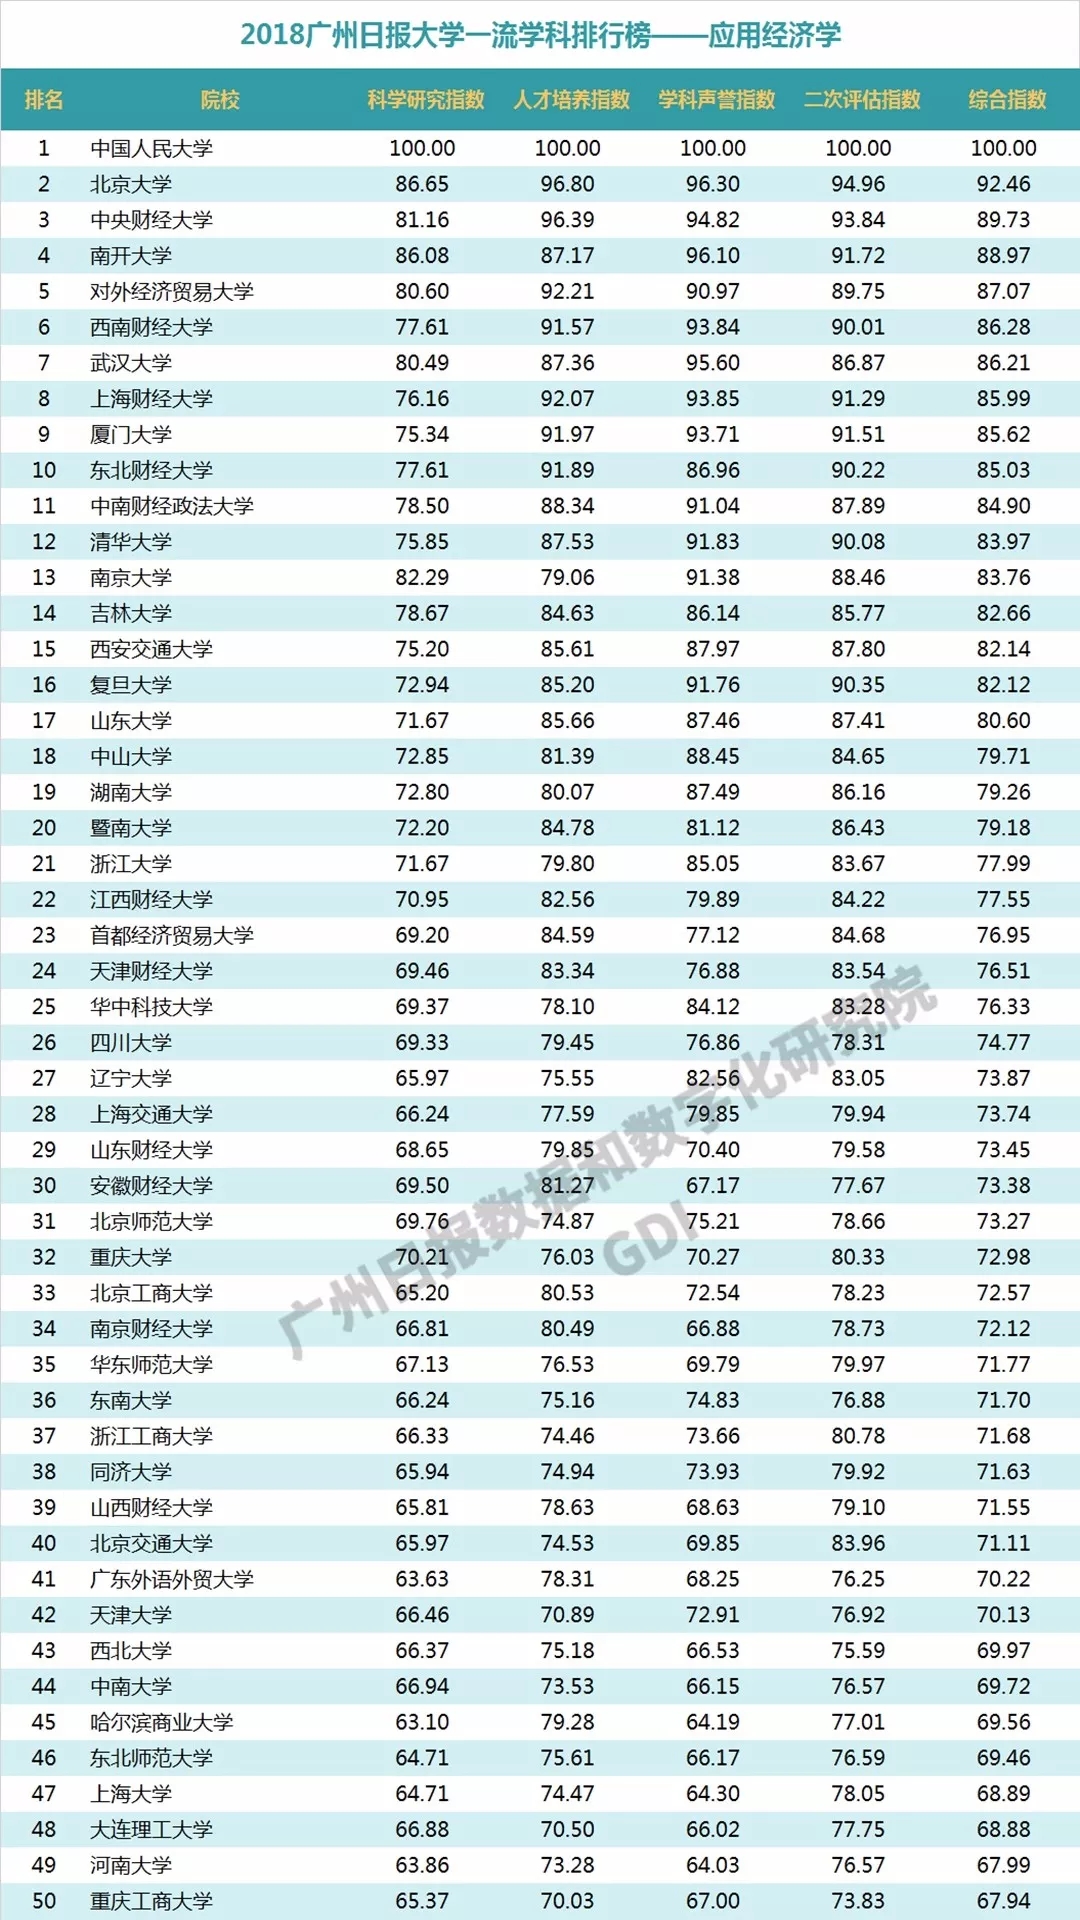 2018广州日报大学一流学科排行榜——应用经济学
排名 院校 科学研究指数 人才培养指数 学科声誉指数 二次评估指数 综合指数
1 中国人民大学 100.00 100.00 100.00 100.00 100.00
2 北京大学 86.65 96.80 96.30 94.96 92.46
3 中央财经大学 81.16 96.39 94.82 93.84 89.73
4 南开大学 86.08 87.17 96.10 91.72 88.97
5 对外经济贸易大学 80.60 92.21 90.97 89.75 87.07
6 西南财经大学 77.61 91.57 93.84 90.01 86.28
7 武汉大学 80.49 87.36 95.60 86.87 86.21
8 上海财经大学 76.16 92.07 93.85 91.29 85.99
9 厦门大学 75.34 91.97 93.71 91.51 85.62
10 东北财经大学 77.61 91.89 86.96 90.22 85.03
11 中南财经政法大学 78.50 88.34 91.04 87.89 84.90
12 清华大学 75.85 87.53 91.83 90.08 83.97
13 南京大学 82.29 79.06 91.38 88.46 83.76
14 吉林大学 78.67 84.63 86.14 85.77 82.66
15 西安交通大学 75.20 85.61 87.97 87.80 82.14
16 复旦大学 72.94 85.20 91.76 90.35 82.12
17 山东大学 71.67 85.66 87.46 87.41 80.60
18 中山大学 72.85 81.39 88.45 84.65 79.71
19 湖南大学 72.80 80.07 87.49 86.16 79.26
20 暨南大学 72.20 84.78 81.12 86.43 79.18
21 浙江大学 71.67 79.80 85.05 83.67 77.99
22 江西财经大学 70.95 82.56 79.89 84.22 77.55
23 首都经济贸易大学 69.20 84.59 77.12 84.68 76.95
24 天津财经大学 69.46 83.34 76.88 83.54 76.51
25 华中科技大学 69.37 78.10 84.12 83.28 76.33
26 四川大学 69.33 79.45 76.86 78.31 74.77
27 辽宁大学 65.97 75.55 82.56 83.05 73.87
28 上海交通大学 66.24 77.59 79.85 79.94 73.74
29 山东财经大学 68.65 79.85 70.40 79.58 73.45
30 安徽财经大学 69.50 81.27 67.17 77.67 73.38
31 北京师范大学 69.76 74.87 75.21 78.66 73.27
32 重庆大学 70.21 76.03 70.27 80.33 72.98
33 北京工商大学 65.20 80.53 72.54 78.23 72.57
34 南京财经大学 66.81 80.49 66.88 78.73 72.12
35 华东师范大学 67.13 76.53 69.79 79.97 71.77
36 东南大学 66.24 75.16 74.83 76.88 71.70
37 浙江工商大学 66.33 74.46 73.66 80.78 71.68
38 同济大学 65.94 74.94 73.93 79.92 71.63
39 山西财经大学 65.81 78.63 68.63 79.10 71.55
40 北京交通大学 65.97 74.53 69.85 83.96 71.11
41 广东外语外贸大学 63.63 78.31 68.25 76.25 70.22
42 天津大学 66.46 70.89 72.91 76.92 70.13
43 西北大学 66.37 75.18 66.53 75.59 69.97
44 中南大学 66.94 73.53 66.15 76.57 69.72
45 哈尔滨商业大学 63.10 79.28 64.19 77.01 69.56
46 东北师范大学 64.71 75.61 66.17 76.59 69.46
47 上海大学 64.71 74.47 64.30 78.05 68.89
48 大连理工大学 66.88 70.50 66.02 77.75 68.88
49 河南大学 63.86 73.28 64.03 76.57 67.99
50 重庆工商大学 65.37 70.03 67.00 73.83 67.94
广州日报数据和数字化研究院
GDI